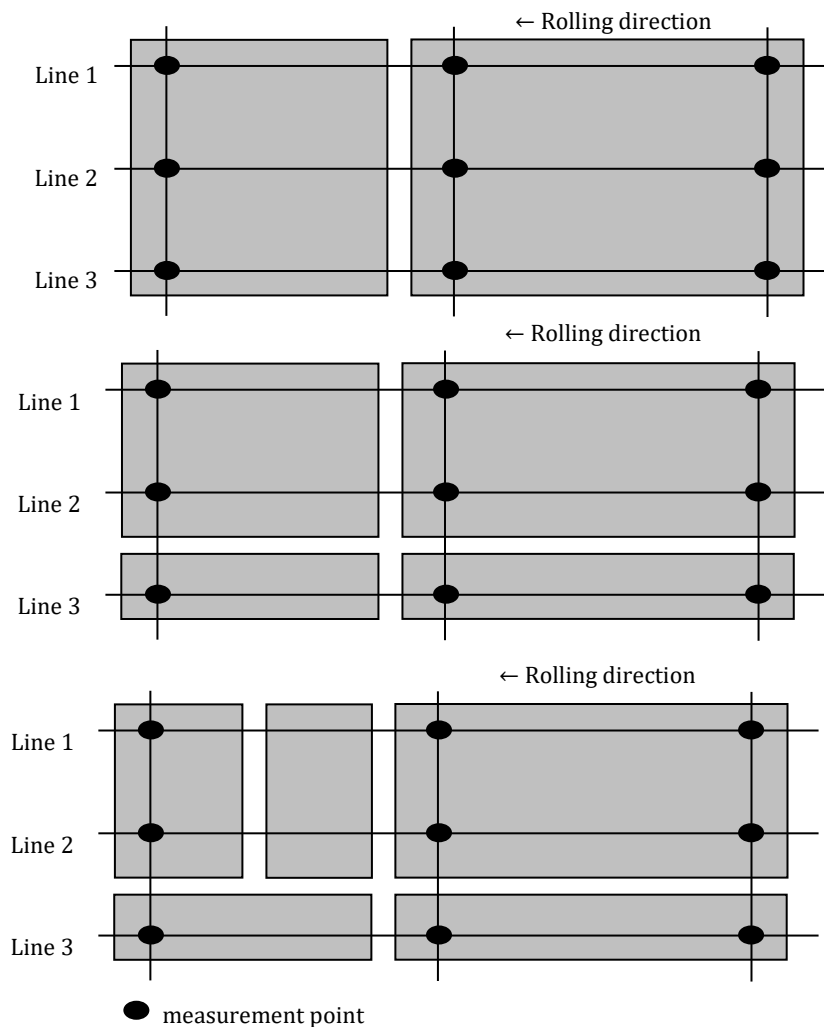 ← Rolling direction
Line 1
Line 2
Line 3
← Rolling direction
Line 1
Line 2
Line 3
← Rolling direction
Line 1
Line 2
Line 3
measurement point